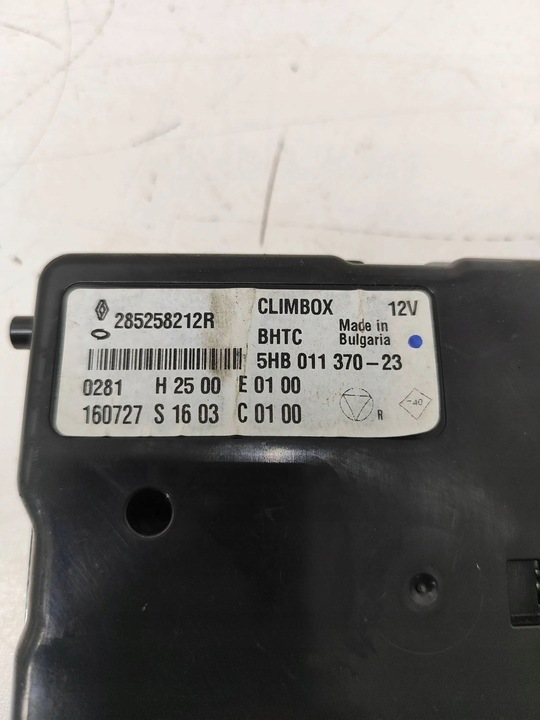 285258212R CLIMBOX 12V
BHTC Made in Bulgaria
5HB 011 370-23
0281 H 25 00 E 01 00
160727 S 16 03 C 01 00
R